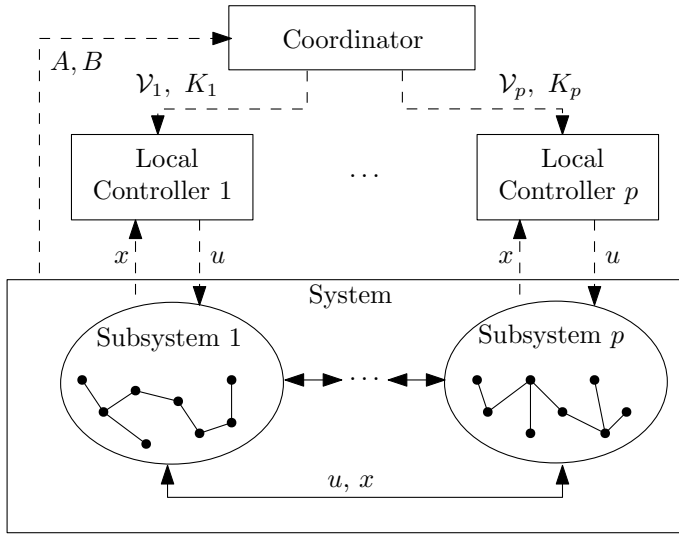 Coordinator
A, B
𝒱₁, K₁
𝒱ₚ, Kₚ
Local
Controller 1
...
Local
Controller p
x
u
x
u
System
Subsystem 1
Subsystem p
...
u, x